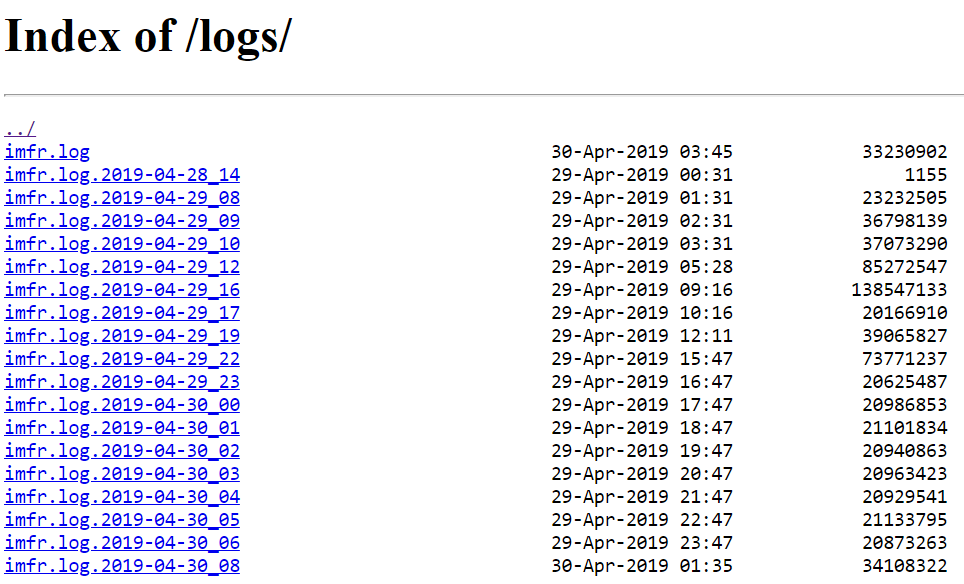 Index of /logs/
../
imfr.log 30-Apr-2019 03:45 33230902
imfr.log.2019-04-28_14 29-Apr-2019 00:31 1155
imfr.log.2019-04-29_08 29-Apr-2019 01:31 23232505
imfr.log.2019-04-29_09 29-Apr-2019 02:31 36798139
imfr.log.2019-04-29_10 29-Apr-2019 03:31 37073290
imfr.log.2019-04-29_12 29-Apr-2019 05:28 85272547
imfr.log.2019-04-29_16 29-Apr-2019 09:16 138547133
imfr.log.2019-04-29_17 29-Apr-2019 10:16 20166910
imfr.log.2019-04-29_19 29-Apr-2019 12:11 39065827
imfr.log.2019-04-29_22 29-Apr-2019 15:47 73771237
imfr.log.2019-04-29_23 29-Apr-2019 16:47 20625487
imfr.log.2019-04-30_00 29-Apr-2019 17:47 20986853
imfr.log.2019-04-30_01 29-Apr-2019 18:47 21101834
imfr.log.2019-04-30_02 29-Apr-2019 19:47 20940863
imfr.log.2019-04-30_03 29-Apr-2019 20:47 20963423
imfr.log.2019-04-30_04 29-Apr-2019 21:47 20929541
imfr.log.2019-04-30_05 29-Apr-2019 22:47 21133795
imfr.log.2019-04-30_06 29-Apr-2019 23:47 20873263
imfr.log.2019-04-30_08 30-Apr-2019 01:35 34108322